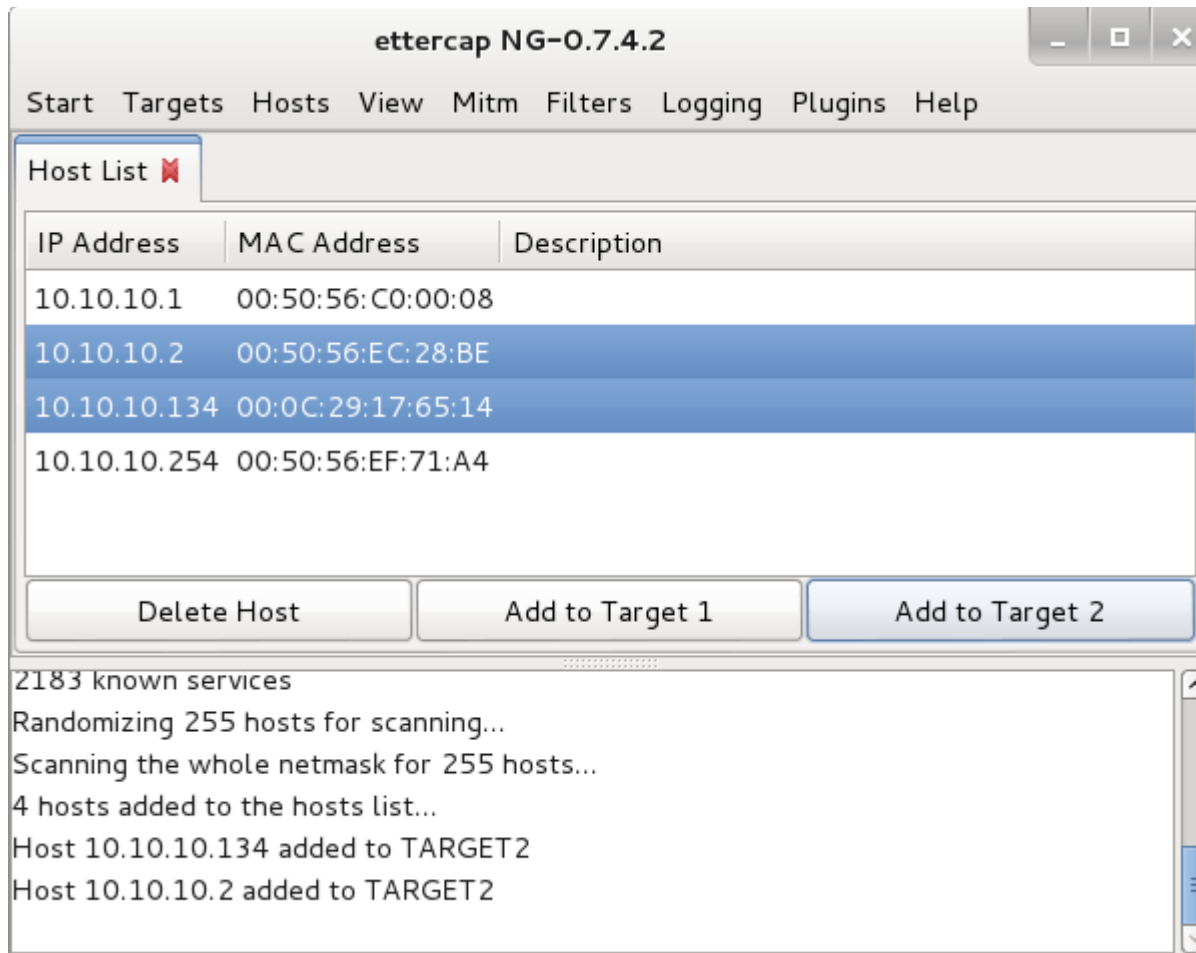 ettercap NG-0.7.4.2
Start Targets Hosts View Mitm Filters Logging Plugins Help
Host List
IP Address MAC Address Description
10.10.10.1 00:50:56:C0:00:08
10.10.10.2 00:50:56:EC:28:BE
10.10.10.134 00:0C:29:17:65:14
10.10.10.254 00:50:56:EF:71:A4
Delete Host Add to Target 1 Add to Target 2
2183 known services
Randomizing 255 hosts for scanning...
Scanning the whole netmask for 255 hosts...
4 hosts added to the hosts list...
Host 10.10.10.134 added to TARGET2
Host 10.10.10.2 added to TARGET2